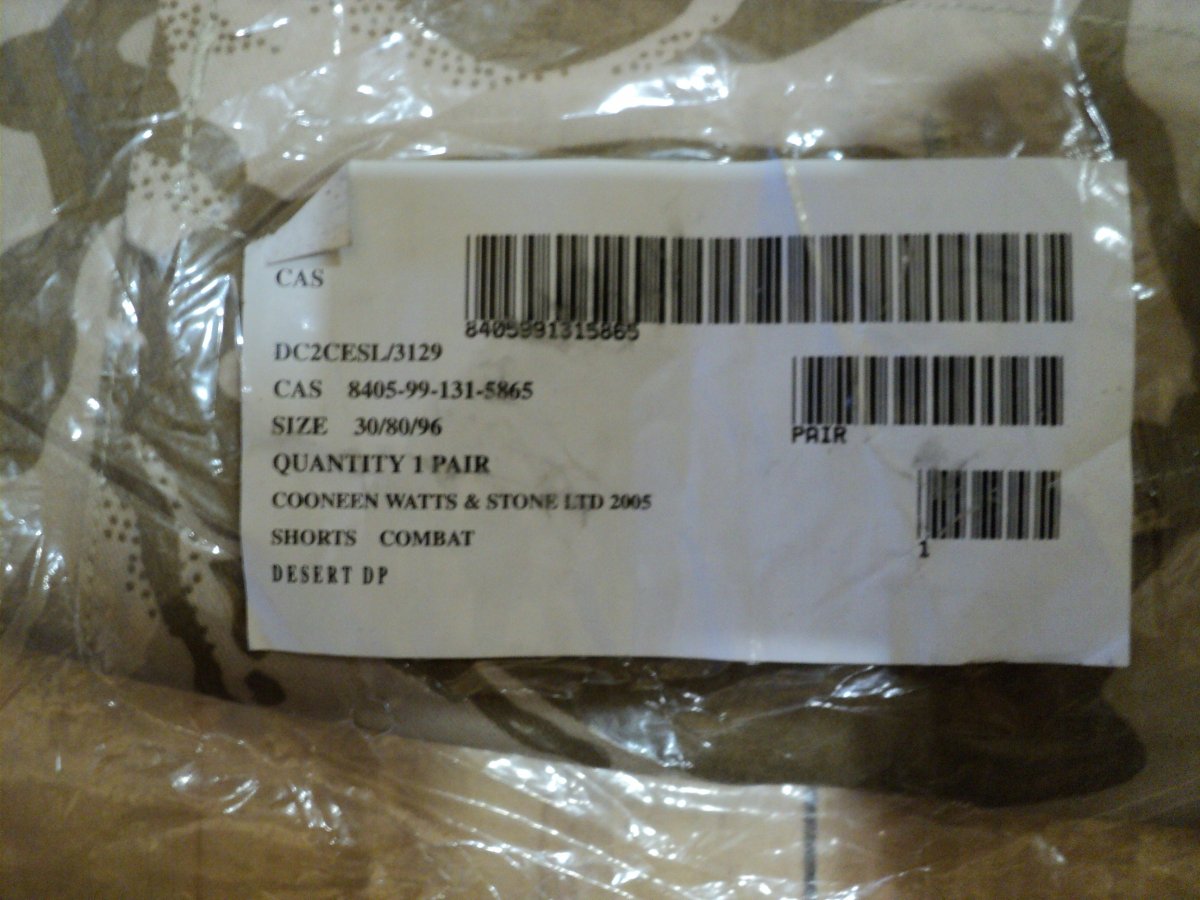 CAS
8405991315865
DC2CESL/3129
CAS 8405-99-131-5865
SIZE 30/80/96
PAIR
QUANTITY 1 PAIR
COONEEN WATTS & STONE LTD 2005
SHORTS COMBAT
1
DESERT DP